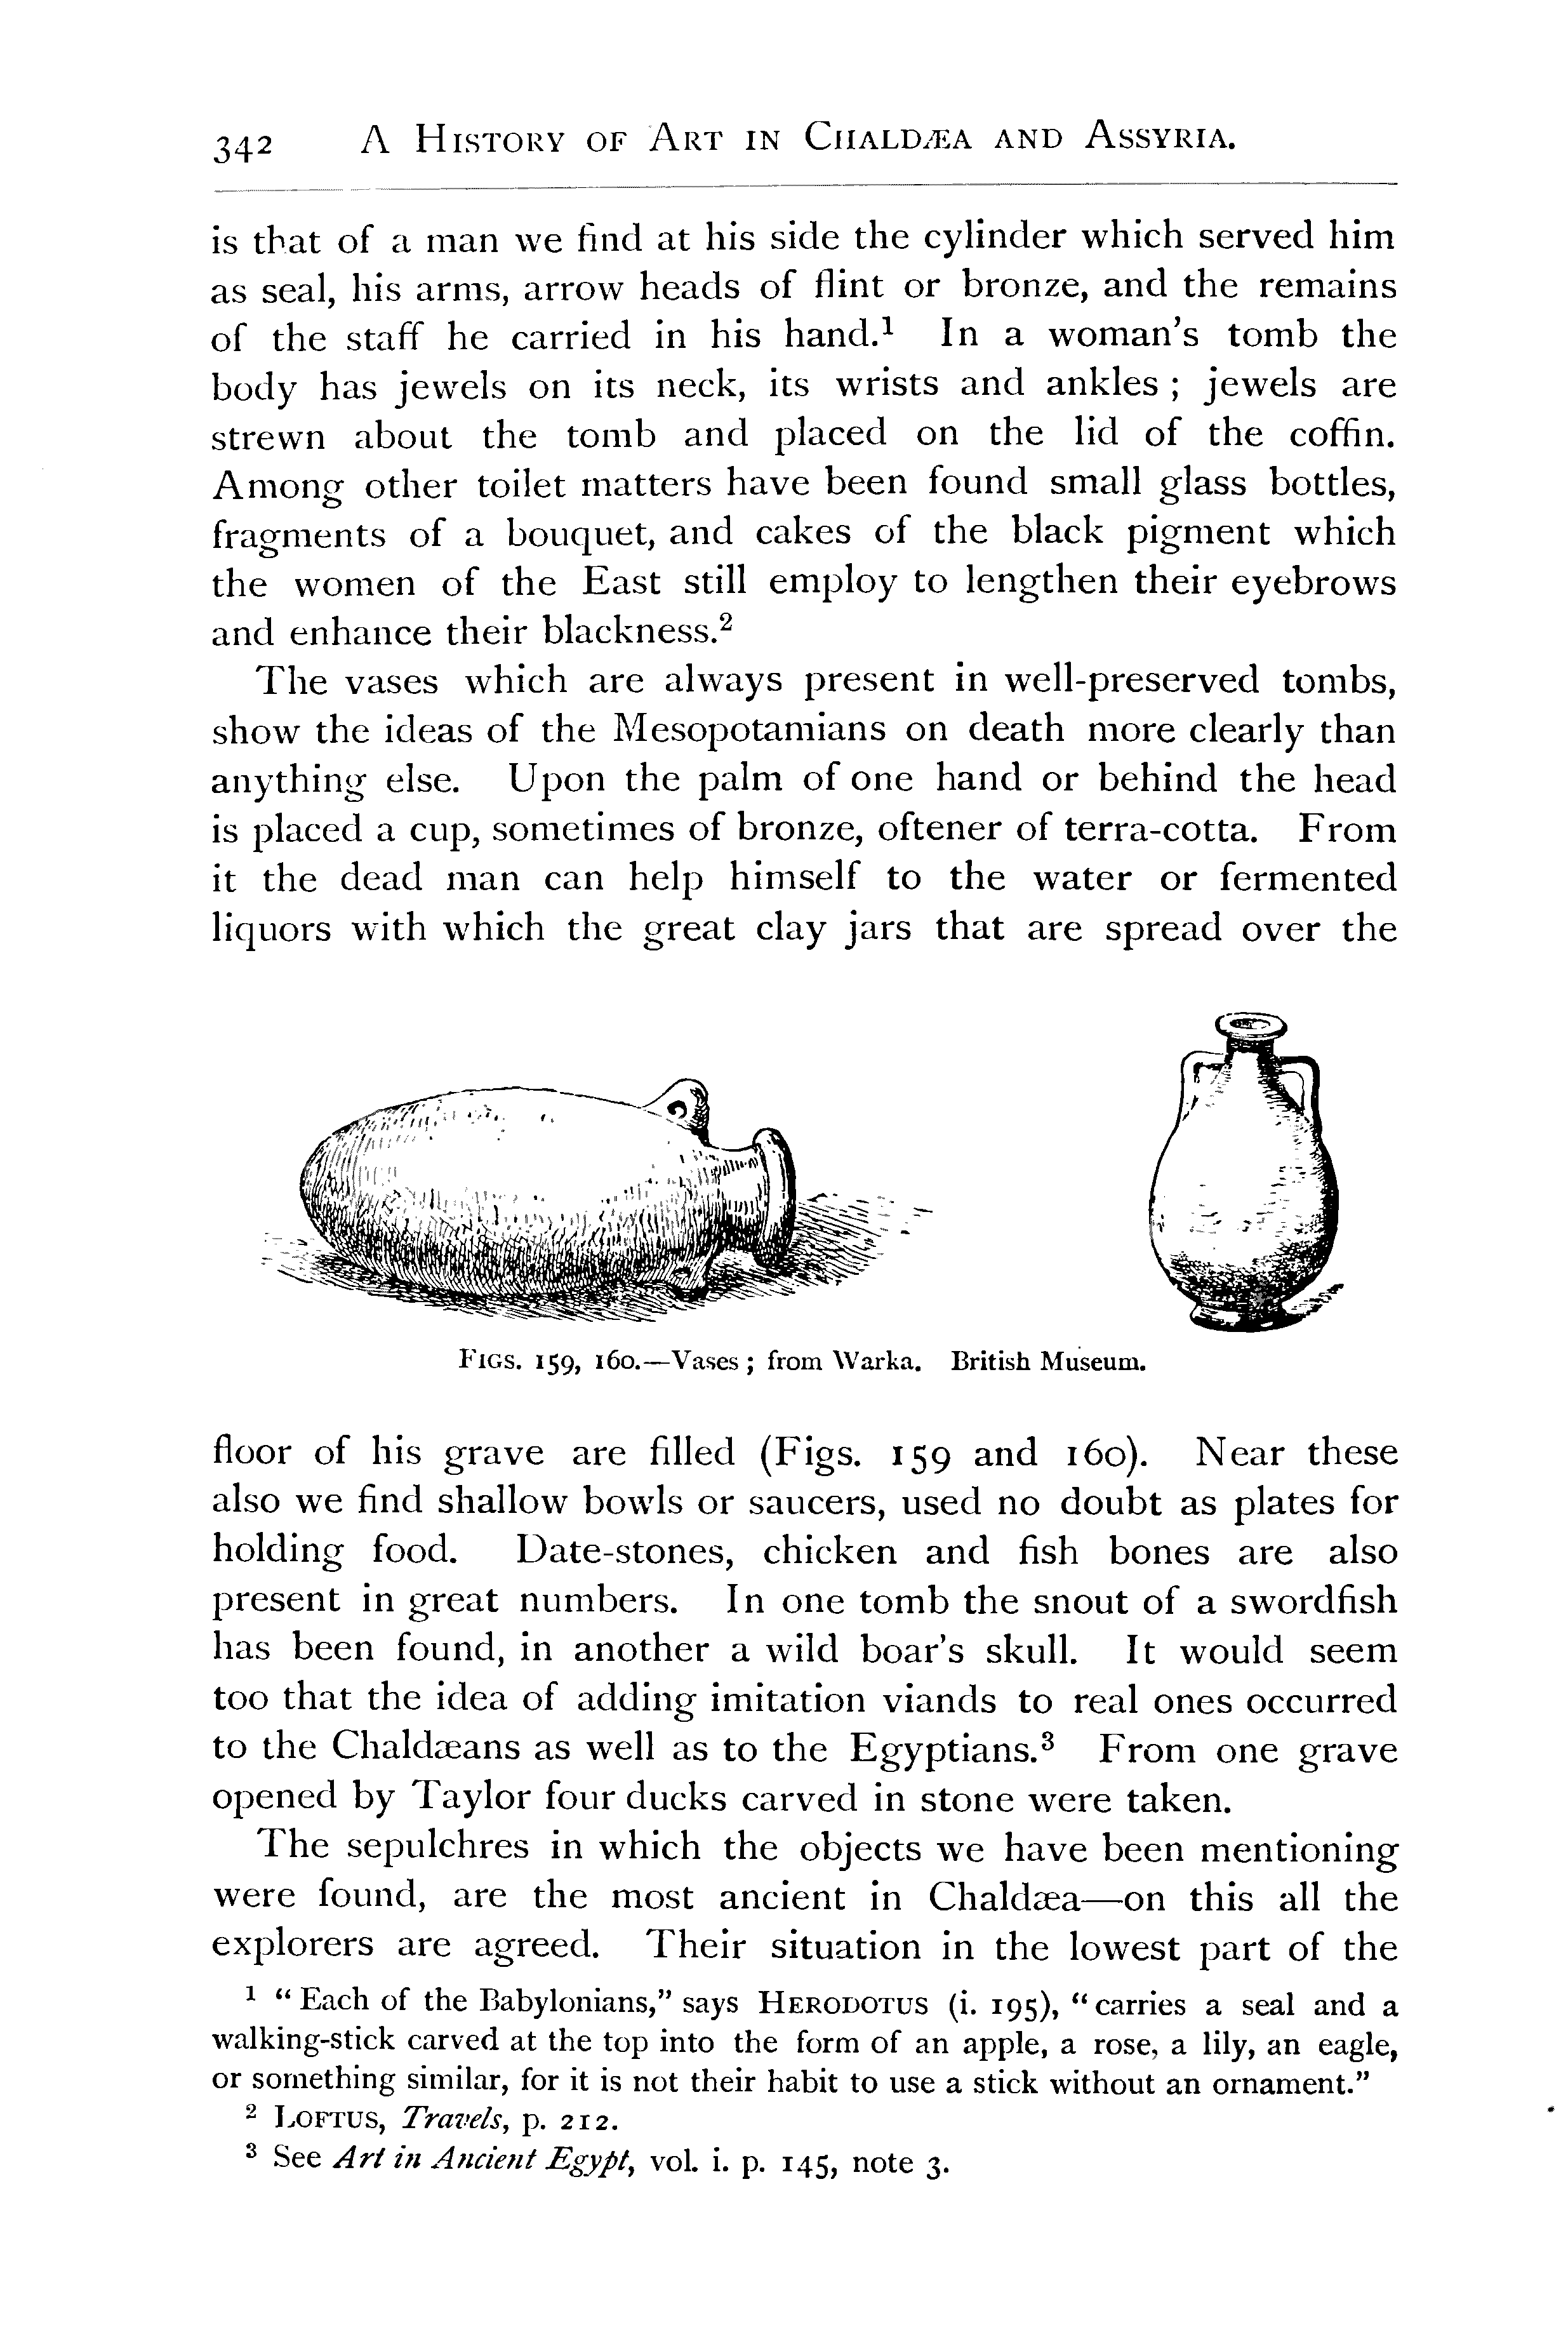 342 A History of Art in Chaldæa and Assyria.
is that of a man we find at his side the cylinder which served him
as seal, his arms, arrow heads of flint or bronze, and the remains
of the staff he carried in his hand.¹ In a woman's tomb the
body has jewels on its neck, its wrists and ankles ; jewels are
strewn about the tomb and placed on the lid of the coffin.
Among other toilet matters have been found small glass bottles,
fragments of a bouquet, and cakes of the black pigment which
the women of the East still employ to lengthen their eyebrows
and enhance their blackness.²
The vases which are always present in well-preserved tombs,
show the ideas of the Mesopotamians on death more clearly than
anything else. Upon the palm of one hand or behind the head
is placed a cup, sometimes of bronze, oftener of terra-cotta. From
it the dead man can help himself to the water or fermented
liquors with which the great clay jars that are spread over the
Figs. 159, 160.—Vases ; from Warka. British Museum.
floor of his grave are filled (Figs. 159 and 160). Near these
also we find shallow bowls or saucers, used no doubt as plates for
holding food. Date-stones, chicken and fish bones are also
present in great numbers. In one tomb the snout of a swordfish
has been found, in another a wild boar's skull. It would seem
too that the idea of adding imitation viands to real ones occurred
to the Chaldæans as well as to the Egyptians.³ From one grave
opened by Taylor four ducks carved in stone were taken.
The sepulchres in which the objects we have been mentioning
were found, are the most ancient in Chaldæa—on this all the
explorers are agreed. Their situation in the lowest part of the
¹ “Each of the Babylonians,” says Herodotus (i. 195), “carries a seal and a
walking-stick carved at the top into the form of an apple, a rose, a lily, an eagle,
or something similar, for it is not their habit to use a stick without an ornament.”
² Loftus, Travels, p. 212.
³ See Art in Ancient Egypt, vol. i. p. 145, note 3.